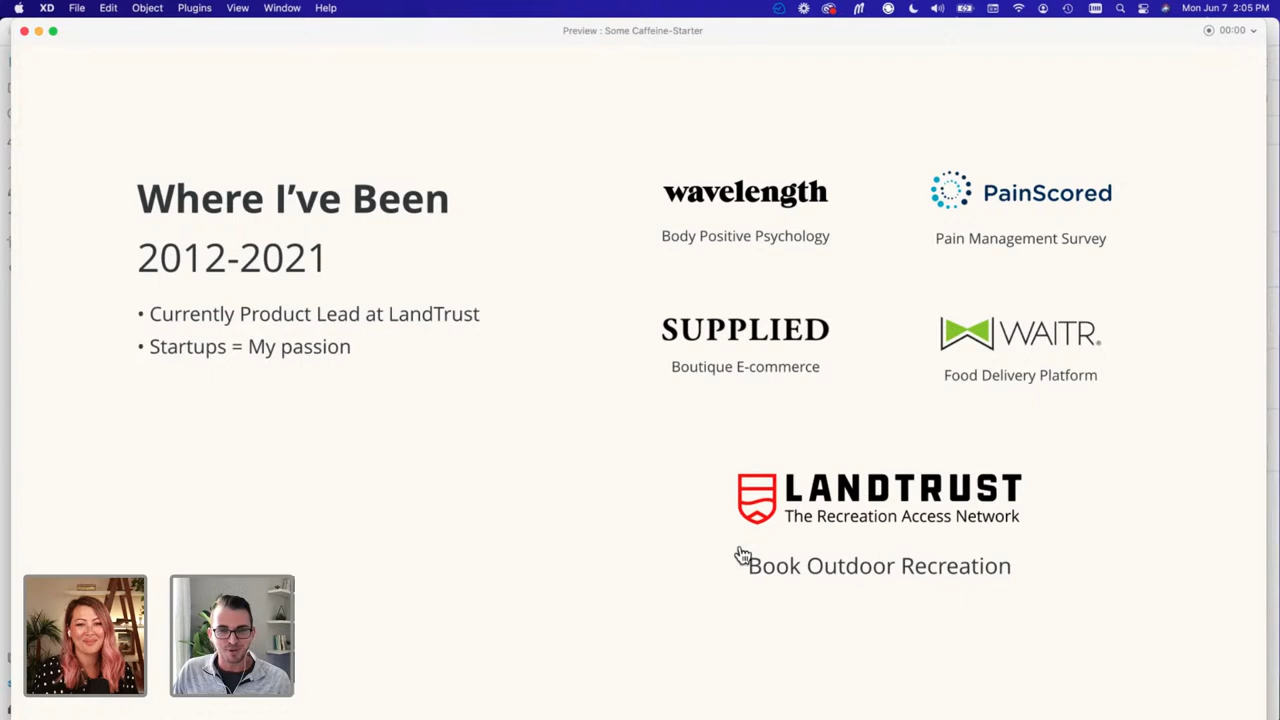 XD File Edit Object Plugins View Window Help
Mon Jun 7 2:05 PM
Preview : Some Caffeine-Starter
00:00
Where I’ve Been
2012-2021
• Currently Product Lead at LandTrust
• Startups = My passion
wavelength
Body Positive Psychology
PainScored
Pain Management Survey
SUPPLIED
Boutique E-commerce
WAITR®
Food Delivery Platform
LANDTRUST
The Recreation Access Network
Book Outdoor Recreation